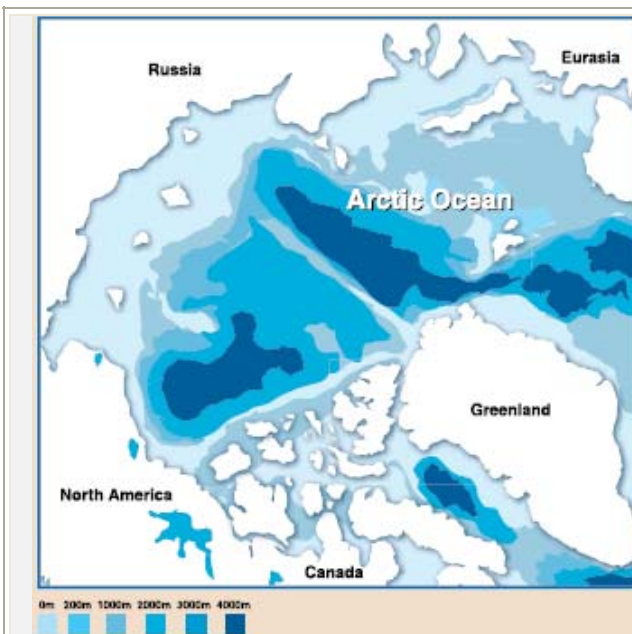 Eurasia
Russia
Arctic Ocean
Greenland
North America
Canada
0m 200m 1000m 2000m 3000m 4000m